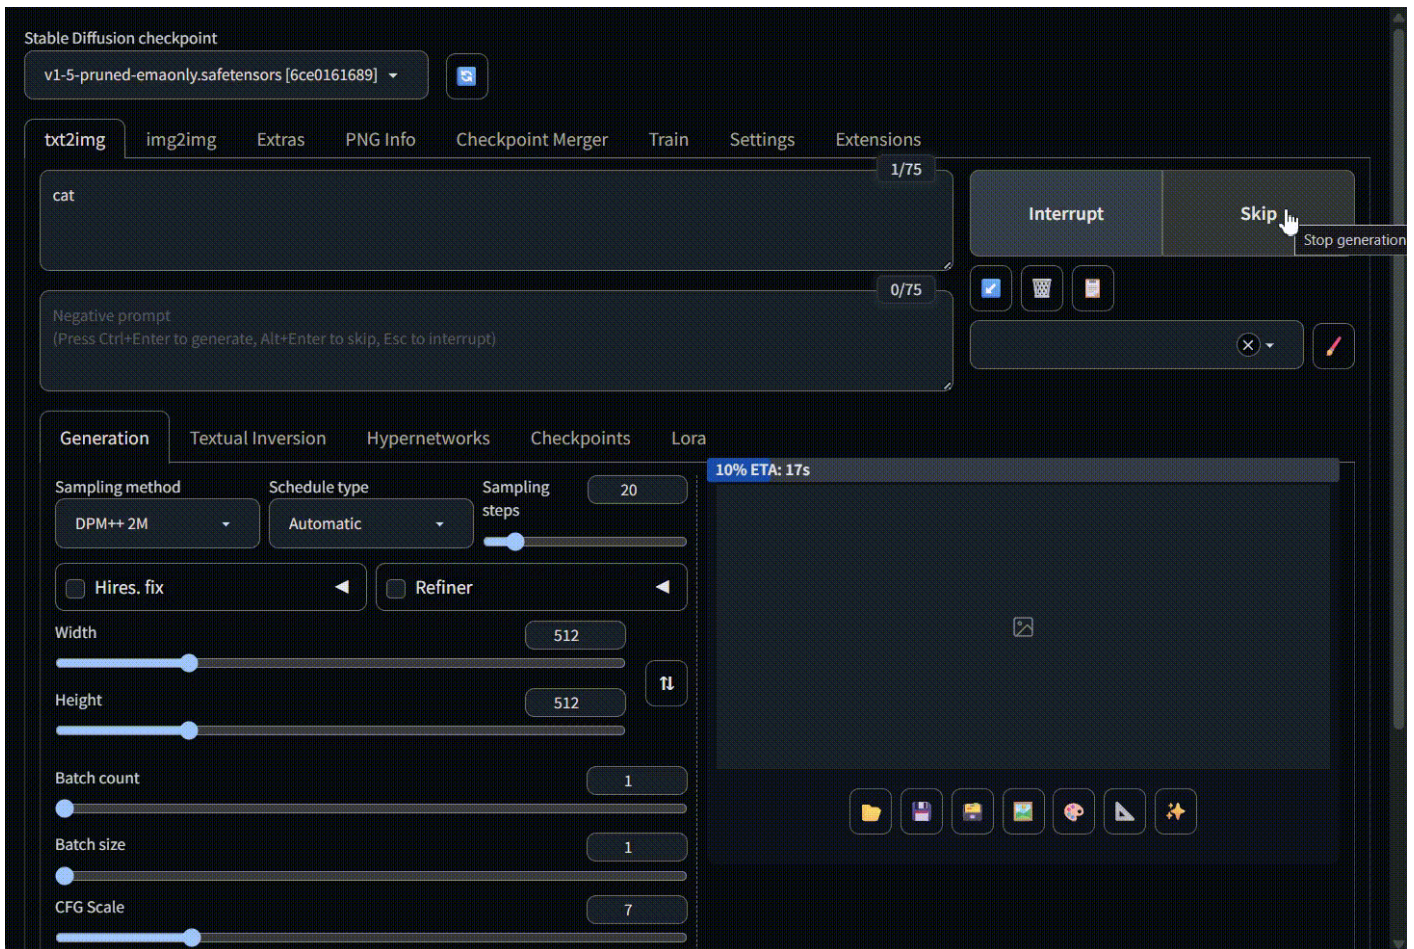 Stable Diffusion checkpoint
v1-5-pruned-emaonly.safetensors [6ce0161689]
txt2img img2img Extras PNG Info Checkpoint Merger Train Settings Extensions
1/75
cat
Interrupt Skip
Stop generation
0/75
Negative prompt
(Press Ctrl+Enter to generate, Alt+Enter to skip, Esc to interrupt)
Generation Textual Inversion Hypernetworks Checkpoints Lora
10% ETA: 17s
Sampling method Schedule type Sampling steps 20
DPM++ 2M Automatic
Hires. fix Refiner
Width 512
Height 512
Batch count 1
Batch size 1
CFG Scale 7